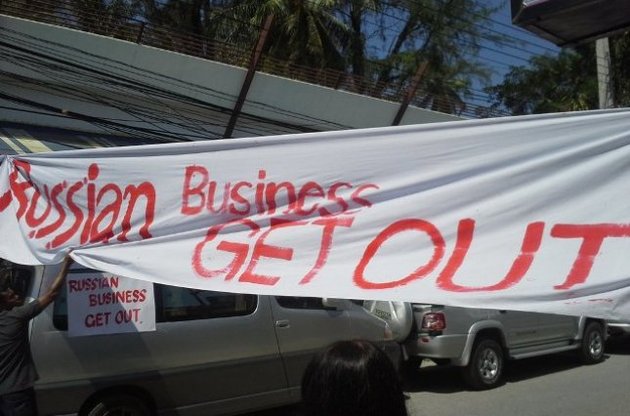 Russian Business
GET OUT
RUSSIAN
BUSINESS
GET OUT.